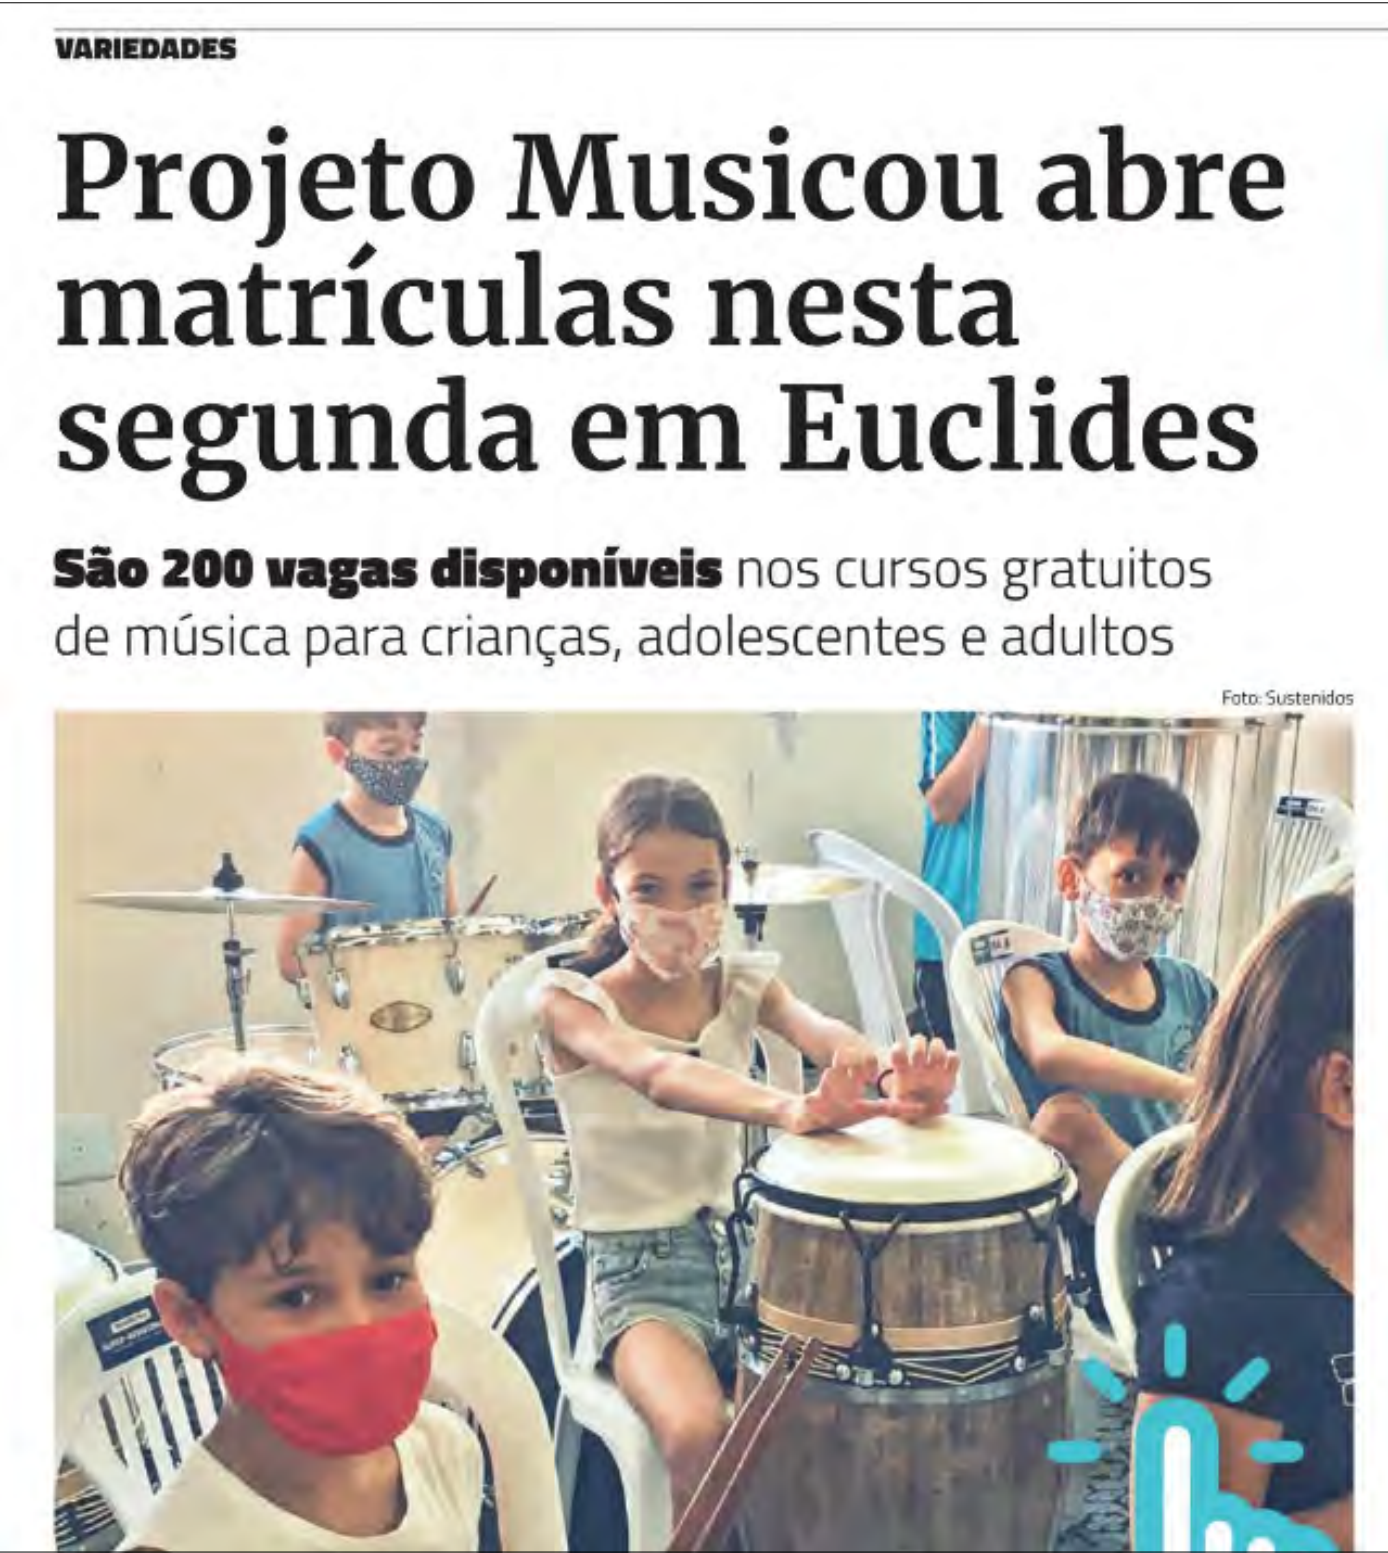 VARIEDADES
Projeto Musicou abre
matrículas nesta
segunda em Euclides
São 200 vagas disponíveis nos cursos gratuitos
de música para crianças, adolescentes e adultos
Foto: Sustenidos